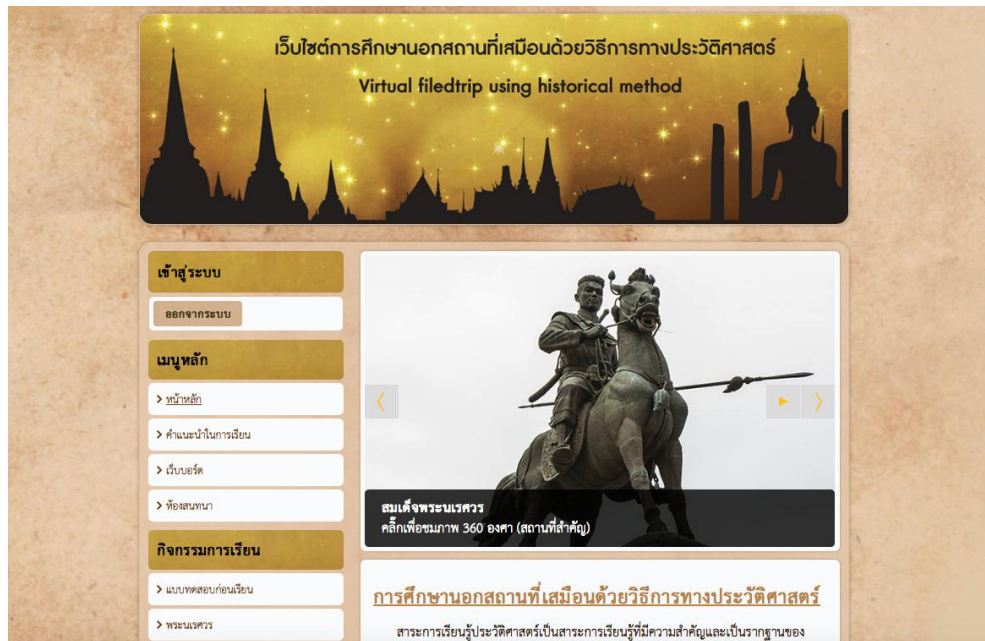 เว็บไซต์การศึกษานอกสถานที่เสมือนด้วยวิธีการทางประวัติศาสตร์
Virtual filedtrip using historical method
เข้าสู่ระบบ
ออกจากระบบ
เมนูหลัก
หน้าหลัก
คำแนะนำในการเรียน
เว็บบอร์ด
ห้องสนทนา
กิจกรรมการเรียน
แบบทดสอบก่อนเรียน
พระนเรศวร
สมเด็จพระนเรศวร
คลิ๊กเพื่อชมภาพ 360 องศา (สถานที่สำคัญ)
การศึกษานอกสถานที่เสมือนด้วยวิธีการทางประวัติศาสตร์
สาระการเรียนรู้ประวัติศาสตร์เป็นสาระการเรียนรู้ที่มีความสำคัญและเป็นรากฐานของ